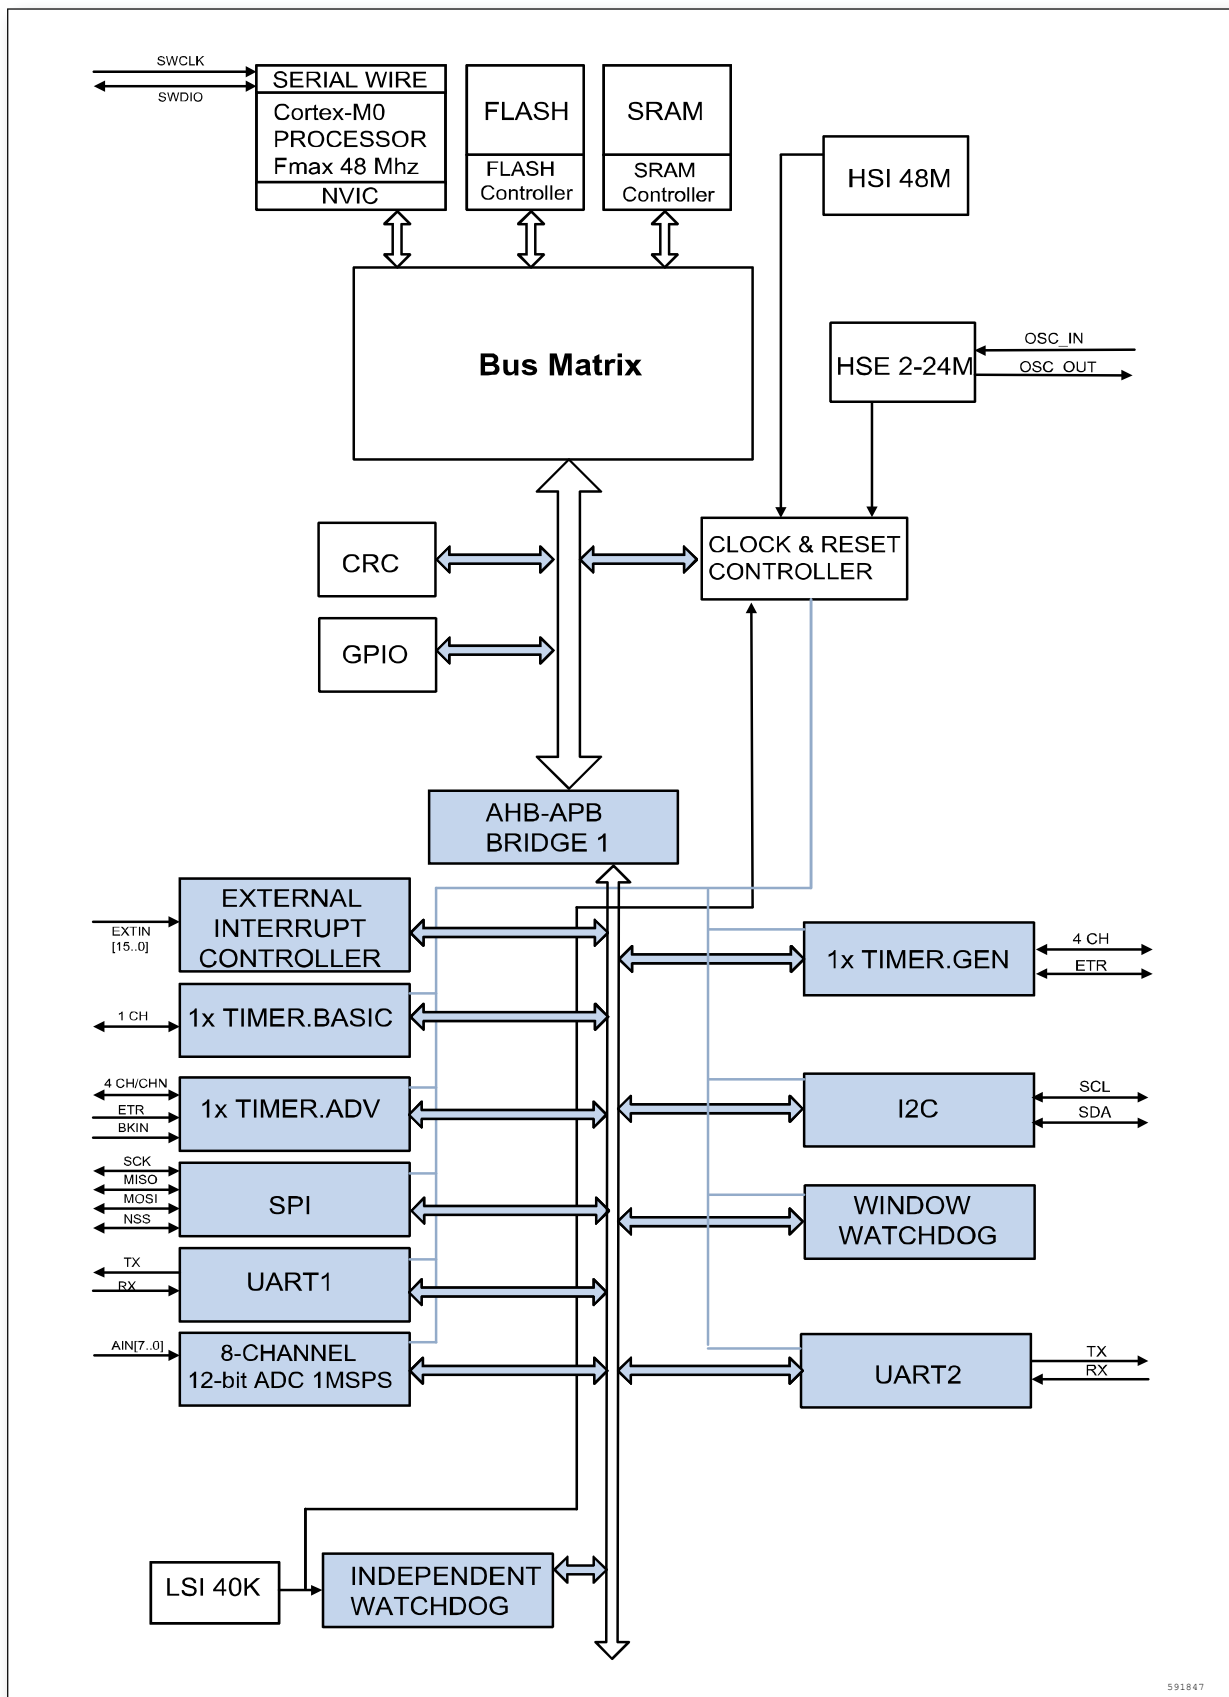 SWCLK
SWDIO
SERIAL WIRE
Cortex-M0
PROCESSOR
Fmax 48 Mhz
NVIC
FLASH
FLASH
Controller
SRAM
SRAM
Controller
HSI 48M
Bus Matrix
HSE 2-24M
OSC_IN
OSC_OUT
CRC
GPIO
CLOCK & RESET
CONTROLLER
AHB-APB
BRIDGE 1
EXTIN
[15..0]
EXTERNAL
INTERRUPT
CONTROLLER
1x TIMER.GEN
4 CH
ETR
1 CH
1x TIMER.BASIC
4 CH/CHN
ETR
BKIN
1x TIMER.ADV
I2C
SCL
SDA
SCK
MISO
MOSI
NSS
SPI
WINDOW
WATCHDOG
TX
RX
UART1
AIN[7..0]
8-CHANNEL
12-bit ADC 1MSPS
UART2
TX
RX
LSI 40K
INDEPENDENT
WATCHDOG
591847